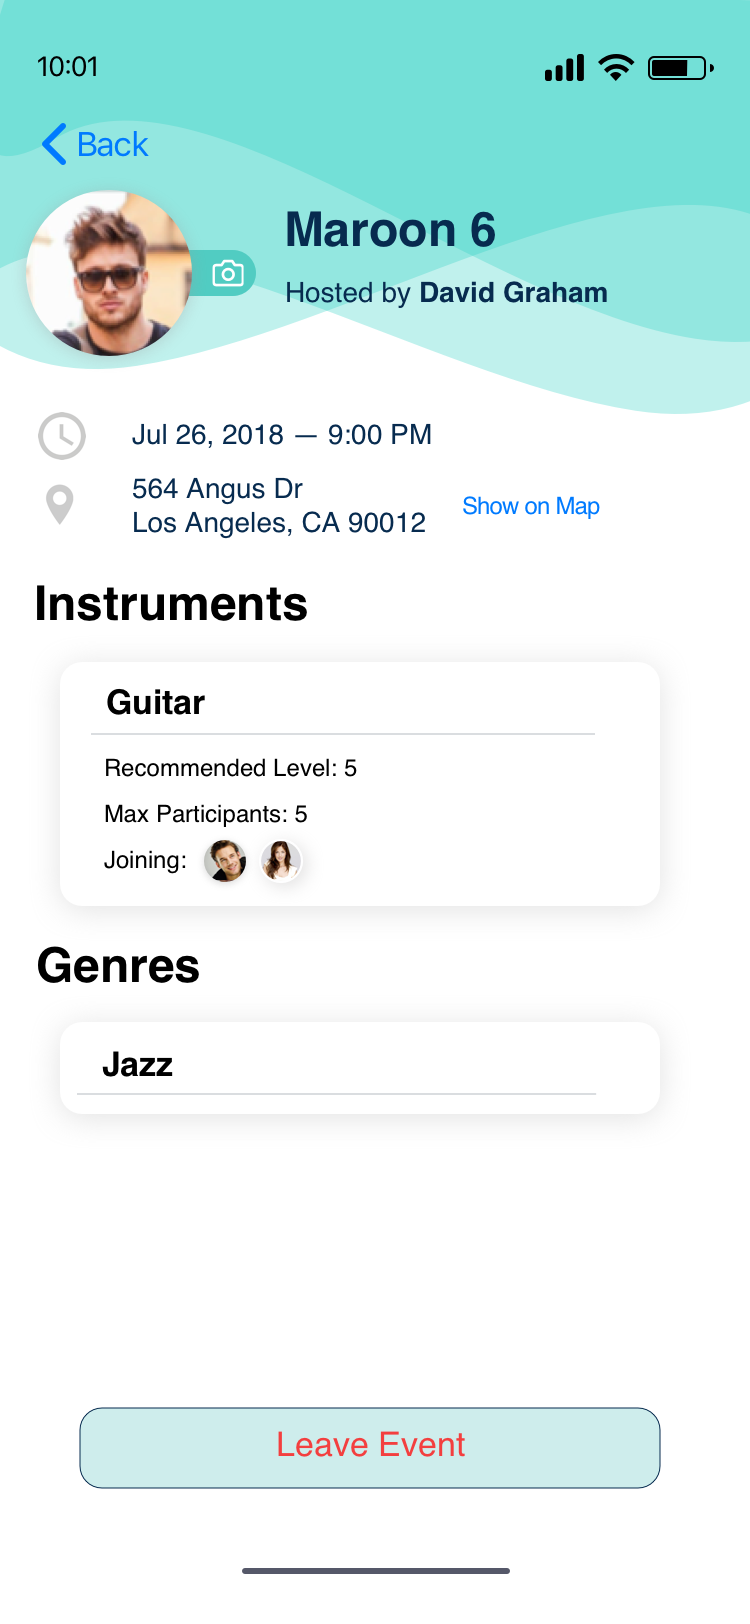 10:01
Back
Maroon 6
Hosted by David Graham
Jul 26, 2018 — 9:00 PM
564 Angus Dr
Los Angeles, CA 90012
Show on Map
Instruments
Guitar
Recommended Level: 5
Max Participants: 5
Joining:
Genres
Jazz
Leave Event